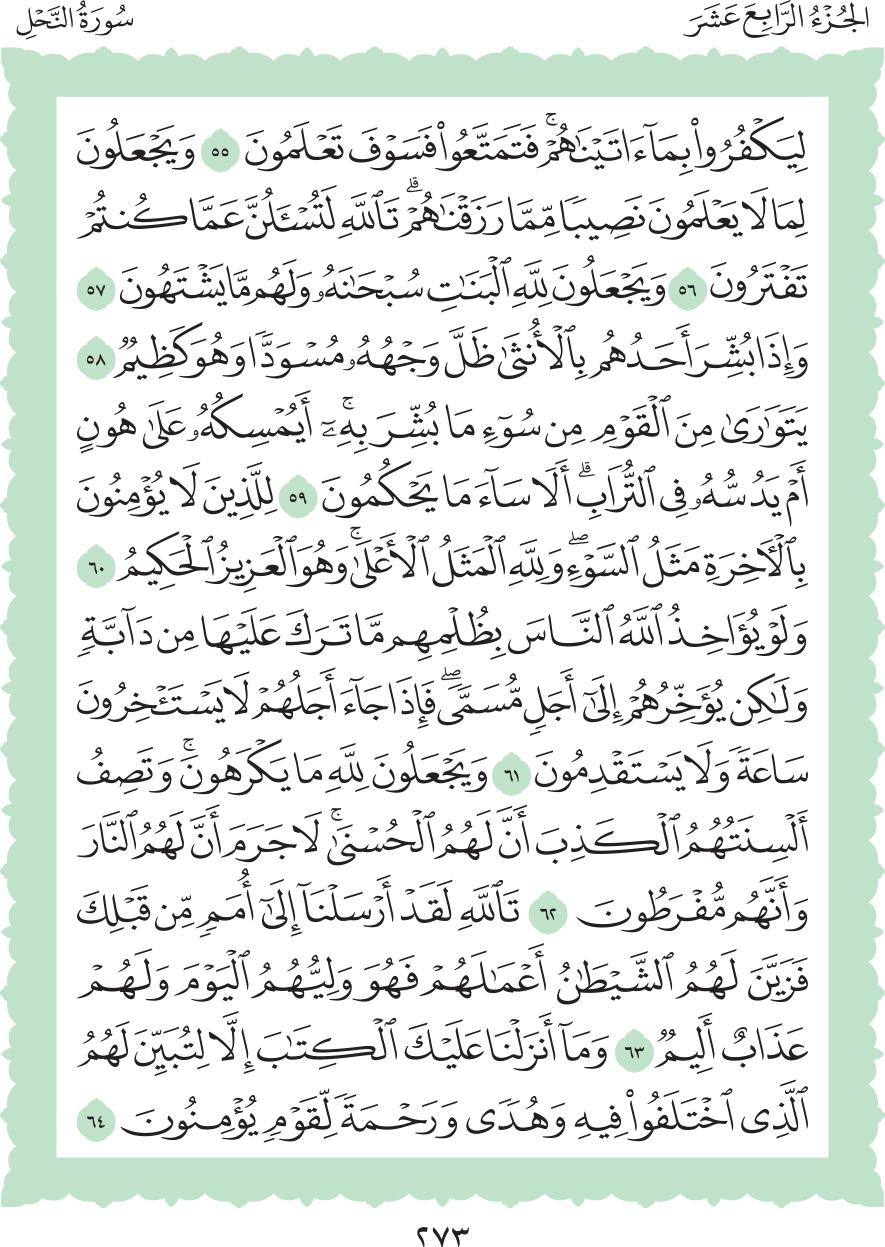 الجُزْءُ الرَّابِعَ عَشَرَ
سُورَةُ النَّحْلِ
لِيَكْفُرُوا۟ بِمَآ ءَاتَيْنَٰهُمْ ۚ فَتَمَتَّعُوا۟ فَسَوْفَ تَعْلَمُونَ ٥٥ وَيَجْعَلُونَ
لِمَا لَا يَعْلَمُونَ نَصِيبًا مِّمَّا رَزَقْنَٰهُمْ ۗ تَٱللَّهِ لَتُسْـَٔلُنَّ عَمَّا كُنتُمْ
تَفْتَرُونَ ٥٦ وَيَجْعَلُونَ لِلَّهِ ٱلْبَنَٰتِ سُبْحَٰنَهُۥ وَلَهُم مَّا يَشْتَهُونَ ٥٧
وَإِذَا بُشِّرَ أَحَدُهُم بِٱلْأُنثَىٰ ظَلَّ وَجْهُهُۥ مُسْوَدًّا وَهُوَ كَظِيمٌ ٥٨
يَتَوَٰرَىٰ مِنَ ٱلْقَوْمِ مِن سُوٓءِ مَا بُشِّرَ بِهِۦٓ ۚ أَيُمْسِكُهُۥ عَلَىٰ هُونٍ
أَمْ يَدُسُّهُۥ فِى ٱلتُّرَابِ ۗ أَلَا سَآءَ مَا يَحْكُمُونَ ٥٩ لِلَّذِينَ لَا يُؤْمِنُونَ
بِٱلْـَٔاخِرَةِ مَثَلُ ٱلسَّوْءِ ۖ وَلِلَّهِ ٱلْمَثَلُ ٱلْأَعْلَىٰ ۚ وَهُوَ ٱلْعَزِيزُ ٱلْحَكِيمُ ٦٠
وَلَوْ يُؤَاخِذُ ٱللَّهُ ٱلنَّاسَ بِظُلْمِهِم مَّا تَرَكَ عَلَيْهَا مِن دَآبَّةٍ
وَلَٰكِن يُؤَخِّرُهُمْ إِلَىٰٓ أَجَلٍ مُّسَمًّى ۖ فَإِذَا جَآءَ أَجَلُهُمْ لَا يَسْتَـْٔخِرُونَ
سَاعَةً ۖ وَلَا يَسْتَقْدِمُونَ ٦١ وَيَجْعَلُونَ لِلَّهِ مَا يَكْرَهُونَ ۚ وَتَصِفُ
أَلْسِنَتُهُمُ ٱلْكَذِبَ أَنَّ لَهُمُ ٱلْحُسْنَىٰ ۚ لَا جَرَمَ أَنَّ لَهُمُ ٱلنَّارَ
وَأَنَّهُم مُّفْرَطُونَ ٦٢ تَٱللَّهِ لَقَدْ أَرْسَلْنَآ إِلَىٰٓ أُمَمٍ مِّن قَبْلِكَ
فَزَيَّنَ لَهُمُ ٱلشَّيْطَٰنُ أَعْمَٰلَهُمْ فَهُوَ وَلِيُّهُمُ ٱلْيَوْمَ وَلَهُمْ
عَذَابٌ أَلِيمٌ ٦٣ وَمَآ أَنزَلْنَا عَلَيْكَ ٱلْكِتَٰبَ إِلَّا لِتُبَيِّنَ لَهُمُ
ٱلَّذِى ٱخْتَلَفُوا۟ فِيهِ ۙ وَهُدًى وَرَحْمَةً لِّقَوْمٍ يُؤْمِنُونَ ٦٤
٢٧٣